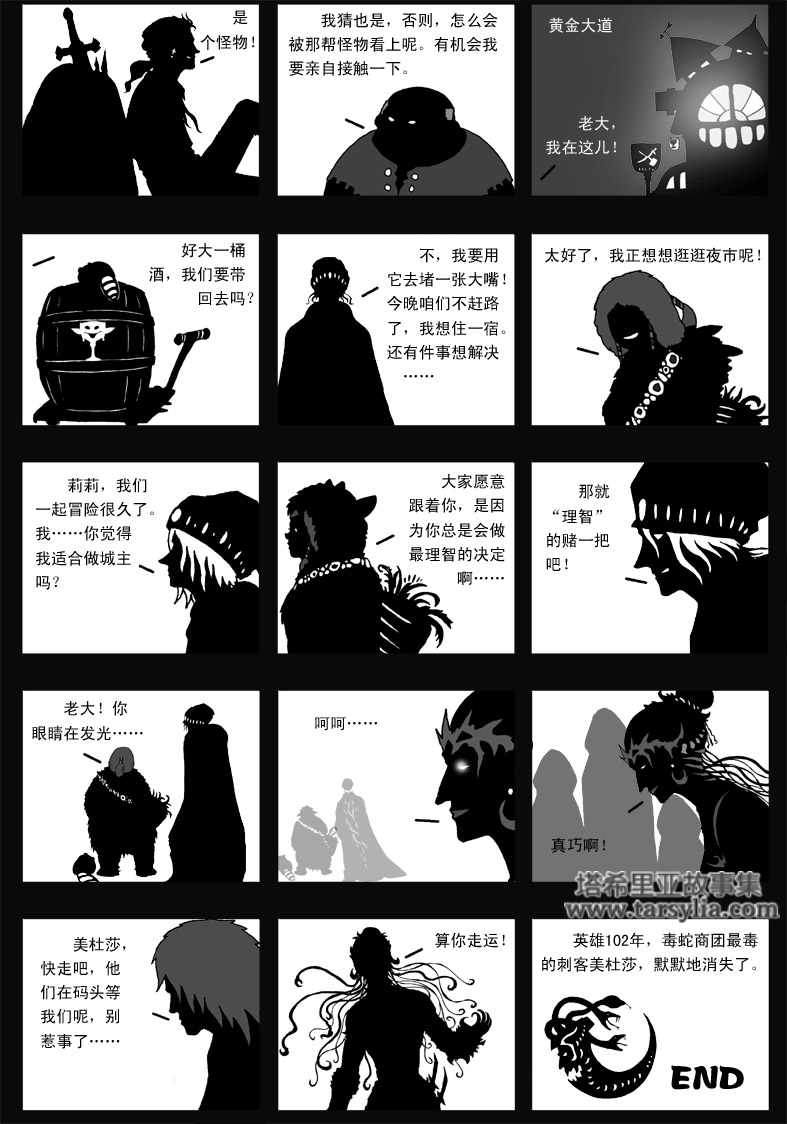 是
个怪物！
我猜也是，否则，怎么会
被那帮怪物看上呢。有机会我
要亲自接触一下。
黄金大道
老大，
我在这儿！
好大一桶
酒，我们要带
回去吗？
不，我要用
它去堵一张大嘴！
今晚咱们不赶路
了，我想住一宿。
还有件事想解决
……
太好了，我正想想逛逛夜市呢！
莉莉，我们
一起冒险很久了。
我……你觉得
我适合做城主
吗？
大家愿意
跟着你，是因
为你总是会做
最理智的决定
啊……
那就
“理智”
的赌一把
吧！
老大！你
眼睛在发光……
呵呵……
真巧啊！
塔希里亚故事集
www.tarsylia.com
美杜莎，
快走吧，他
们在码头等
我们呢，别
惹事了……
算你走运！
英雄102年，毒蛇商团最毒
的刺客美杜莎，默默地消失了。
END